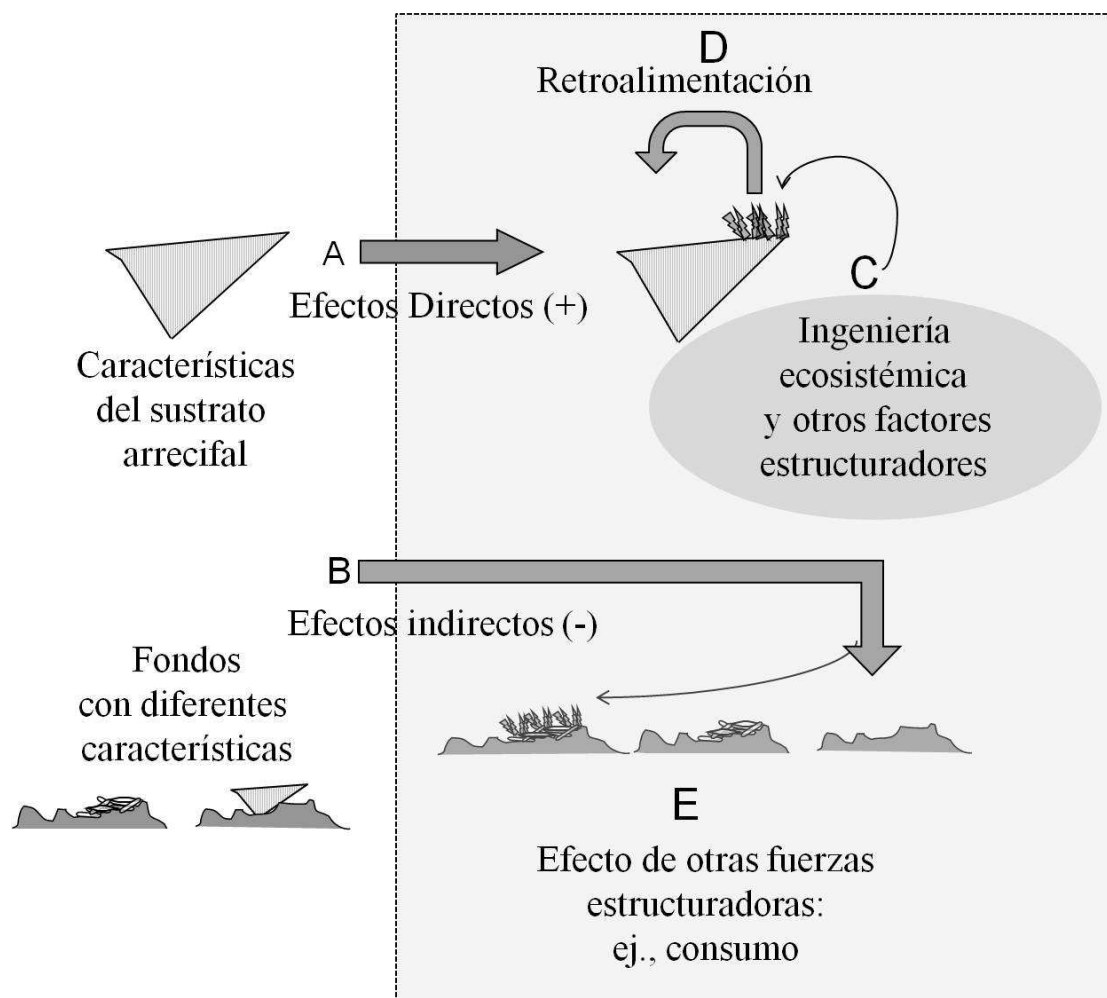 D
Retroalimentación
A
Efectos Directos (+)
Características
del sustrato
arrecifal
C
Ingeniería
ecosistémica
y otros factores
estructuradores
B
Efectos indirectos (-)
Fondos
con diferentes
características
E
Efecto de otras fuerzas
estructuradoras:
ej., consumo